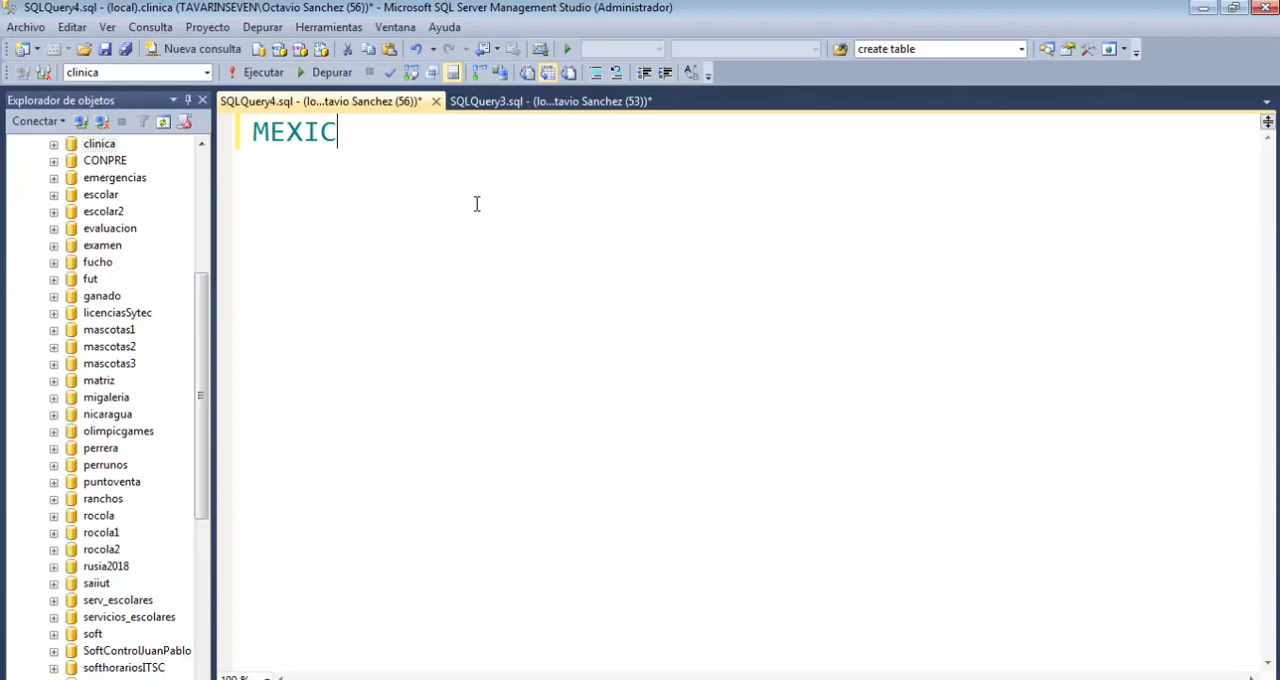 SQLQuery4.sql - (local).clinica (TAVARINSEVEN\Octavio Sanchez (56))* - Microsoft SQL Server Management Studio (Administrador)
Archivo Editar Ver Consulta Proyecto Depurar Herramientas Ventana Ayuda
Nueva consulta create table
clinica Ejecutar Depurar
Explorador de objetos
SQLQuery4.sql - (lo...tavio Sanchez (56))* SQLQuery3.sql - (lo...tavio Sanchez (53))*
Conectar
MEXIC
clinica
CONPRE
emergencias
escolar
escolar2
evaluacion
examen
fucho
fut
ganado
licenciasSytec
mascotas1
mascotas2
mascotas3
matriz
migaleria
nicaragua
olimpicgames
perrera
perrunos
puntoventa
ranchos
rocola
rocola1
rocola2
rusia2018
saiiut
serv_escolares
servicios_escolares
soft
SoftControlJuanPablo
softhorariosITSC
100 %